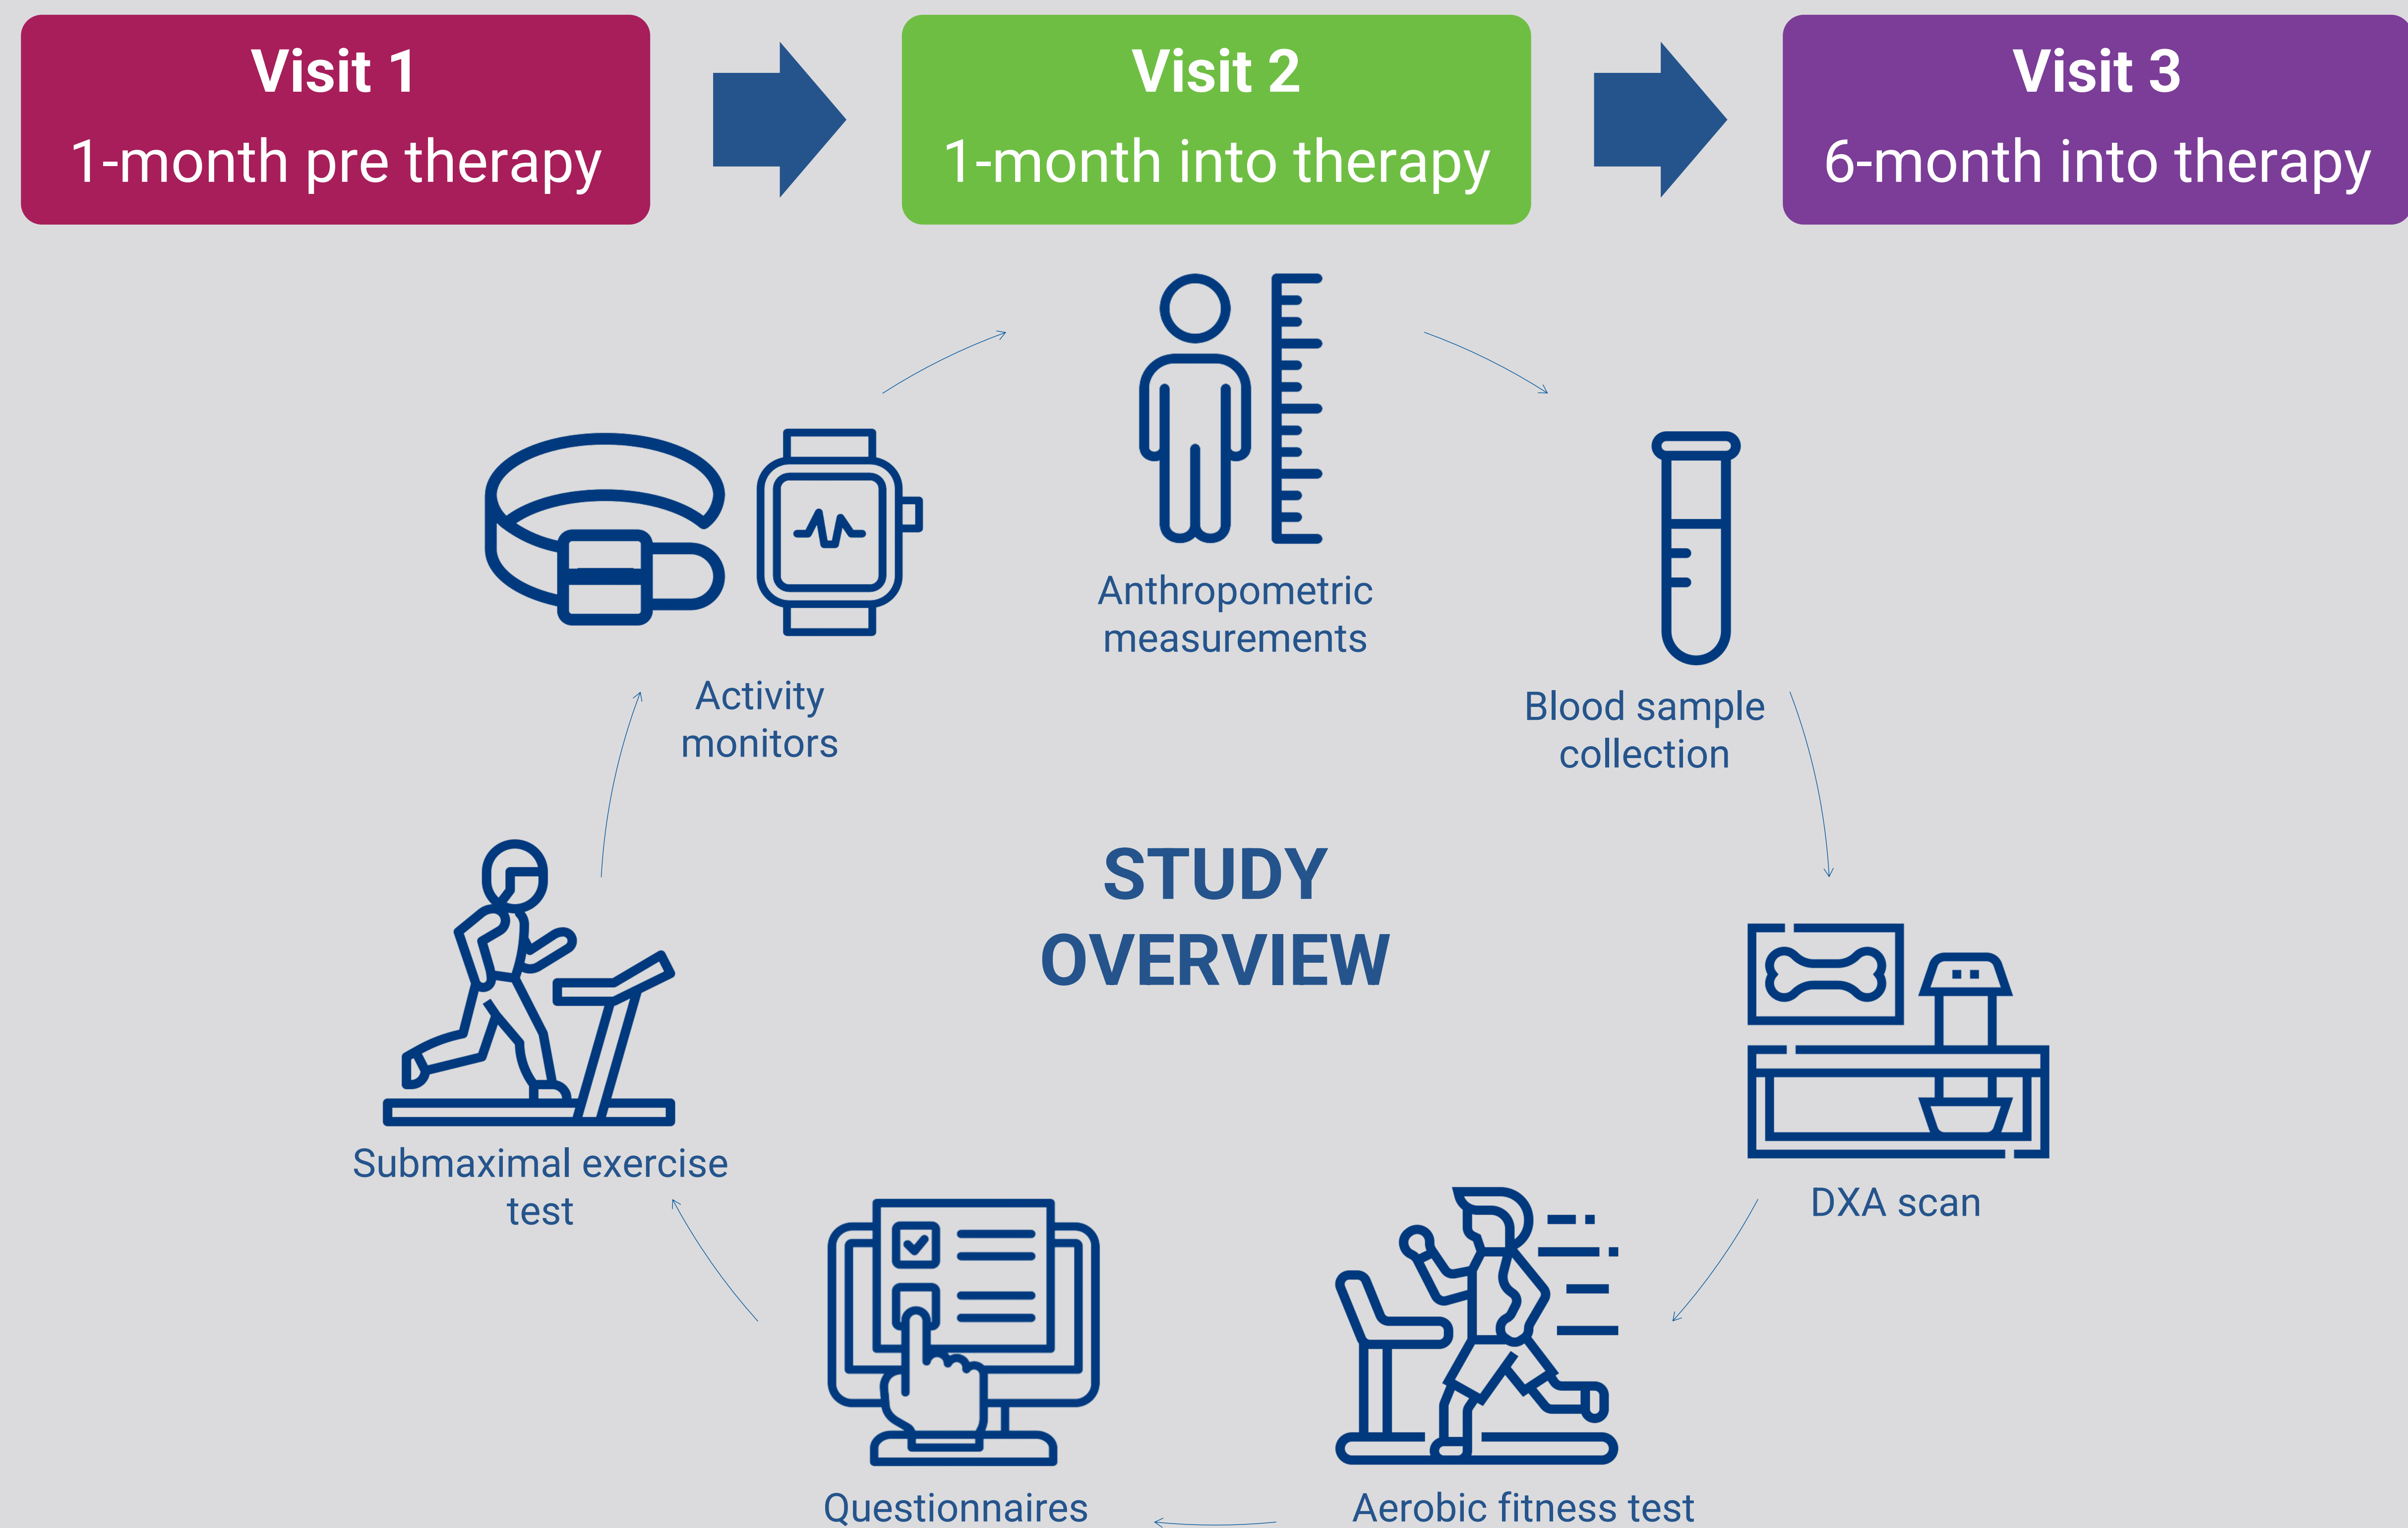 Visit 1
1-month pre therapy
Visit 2
1-month into therapy
Visit 3
6-month into therapy
Anthropometric
measurements
Blood sample
collection
DXA scan
Aerobic fitness test
Questionnaires
Submaximal exercise
test
Activity
monitors
STUDY
OVERVIEW